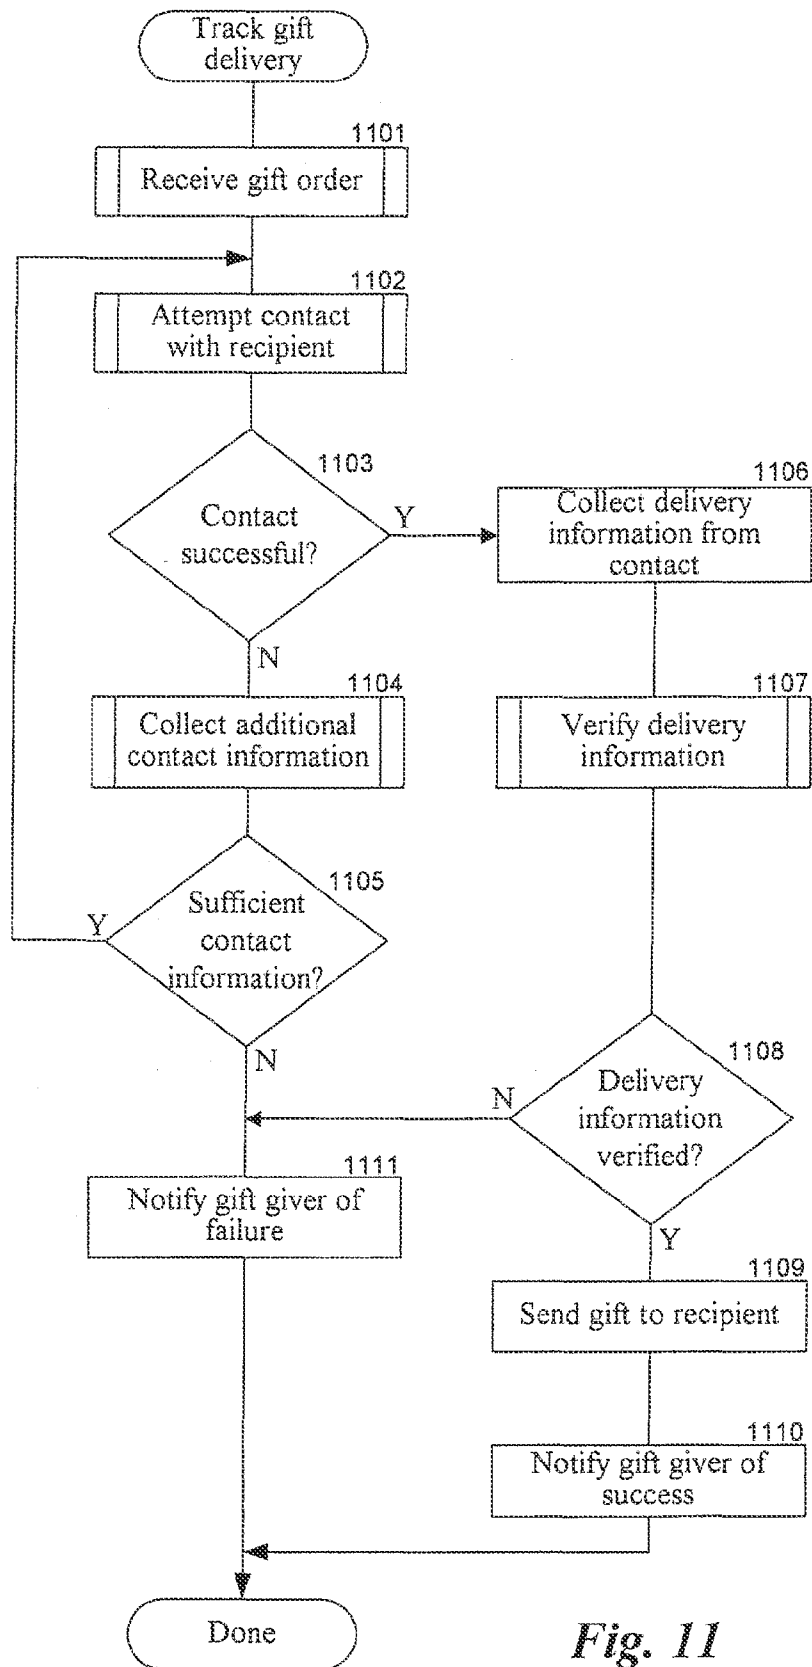 Track gift
delivery
1101
Receive gift order
1102
Attempt contact
with recipient
1103
Contact
successful?
Y
N
1106
Collect delivery
information from
contact
1104
Collect additional
contact information
1107
Verify delivery
information
1105
Sufficient
contact
information?
Y
N
1108
Delivery
information
verified?
N
Y
1111
Notify gift giver of
failure
1109
Send gift to recipient
1110
Notify gift giver of
success
Done
Fig. 11